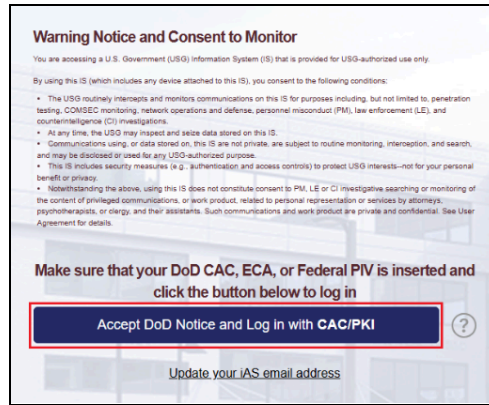 Warning Notice and Consent to Monitor
You are accessing a U.S. Government (USG) Information System (IS) that is provided for USG-authorized use only.
By using this IS (which includes any device attached to this IS), you consent to the following conditions:
• The USG routinely intercepts and monitors communications on this IS for purposes including, but not limited to, penetration
testing, COMSEC monitoring, network operations and defense, personnel misconduct (PM), law enforcement (LE), and
counterintelligence (CI) investigations.
• At any time, the USG may inspect and seize data stored on this IS.
• Communications using, or data stored on, this IS are not private, are subject to routine monitoring, interception, and search,
and may be disclosed or used for any USG-authorized purpose.
• This IS includes security measures (e.g., authentication and access controls) to protect USG interests--not for your personal
benefit or privacy.
• Notwithstanding the above, using this IS does not constitute consent to PM, LE or CI investigative searching or monitoring of
the content of privileged communications, or work product, related to personal representation or services by attorneys,
psychotherapists, or clergy, and their assistants. Such communications and work product are private and confidential. See User
Agreement for details.
Make sure that your DoD CAC, ECA, or Federal PIV is inserted and
click the button below to log in
Accept DoD Notice and Log in with CAC/PKI
?
Update your iAS email address